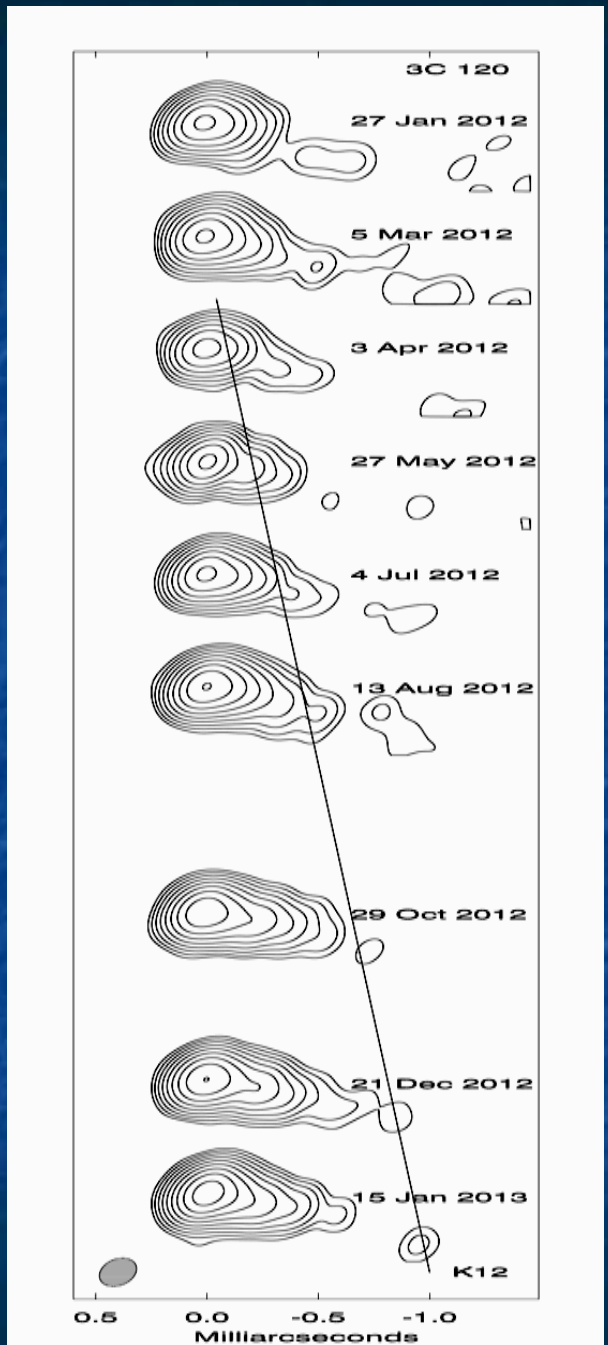 3C 120
27 Jan 2012
5 Mar 2012
3 Apr 2012
27 May 2012
4 Jul 2012
13 Aug 2012
29 Oct 2012
21 Dec 2012
15 Jan 2013
K12
0.5 0.0 -0.5 -1.0
Milliarcseconds